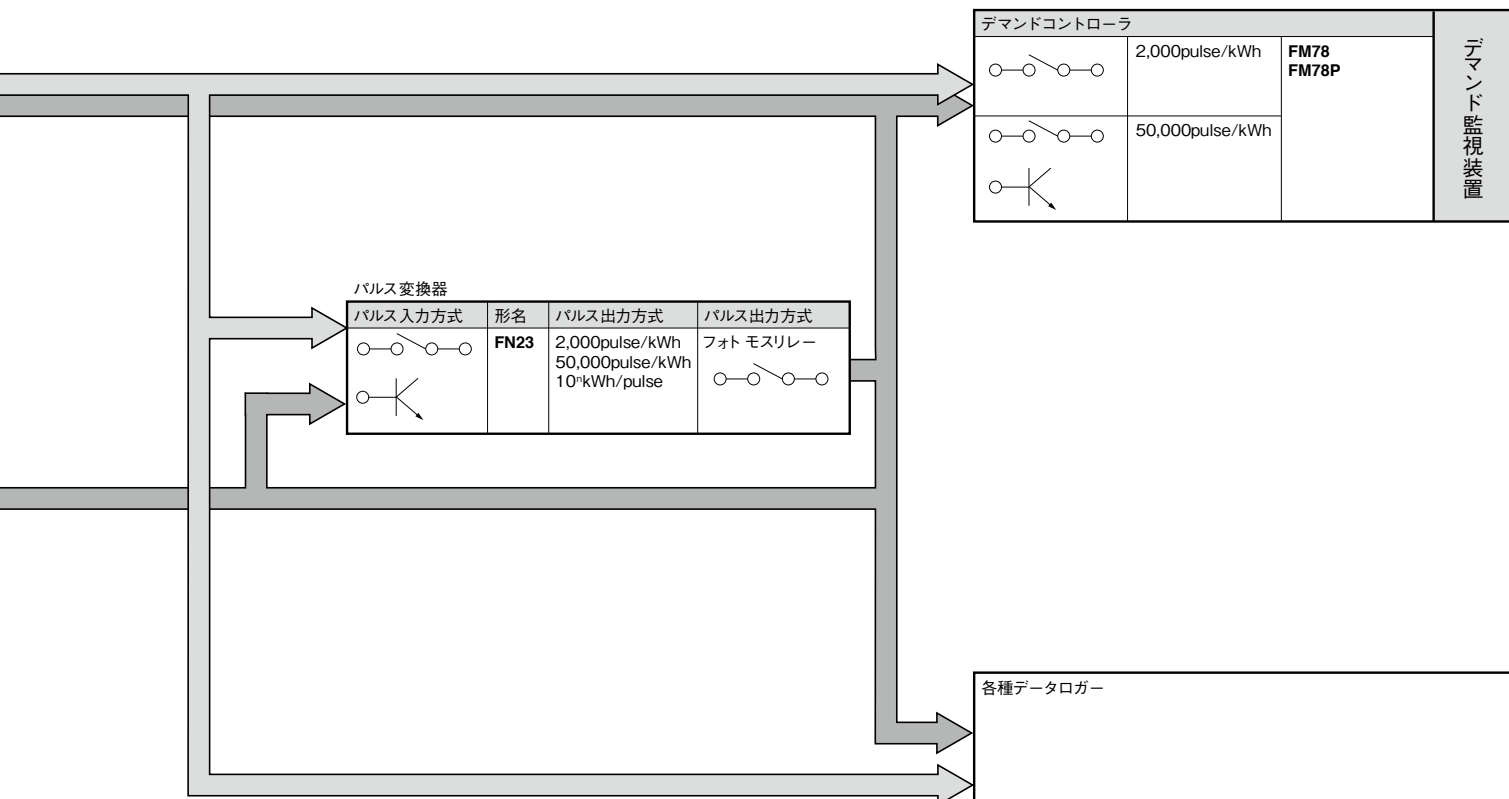 デマンドコントローラ
2,000pulse/kWh
FM78
FM78P
50,000pulse/kWh
デマンド監視装置
パルス変換器
パルス入力方式 形名 パルス出力方式 パルス出力方式
FN23
2,000pulse/kWh
50,000pulse/kWh
10ⁿkWh/pulse
フォト モスリレー
各種データロガー